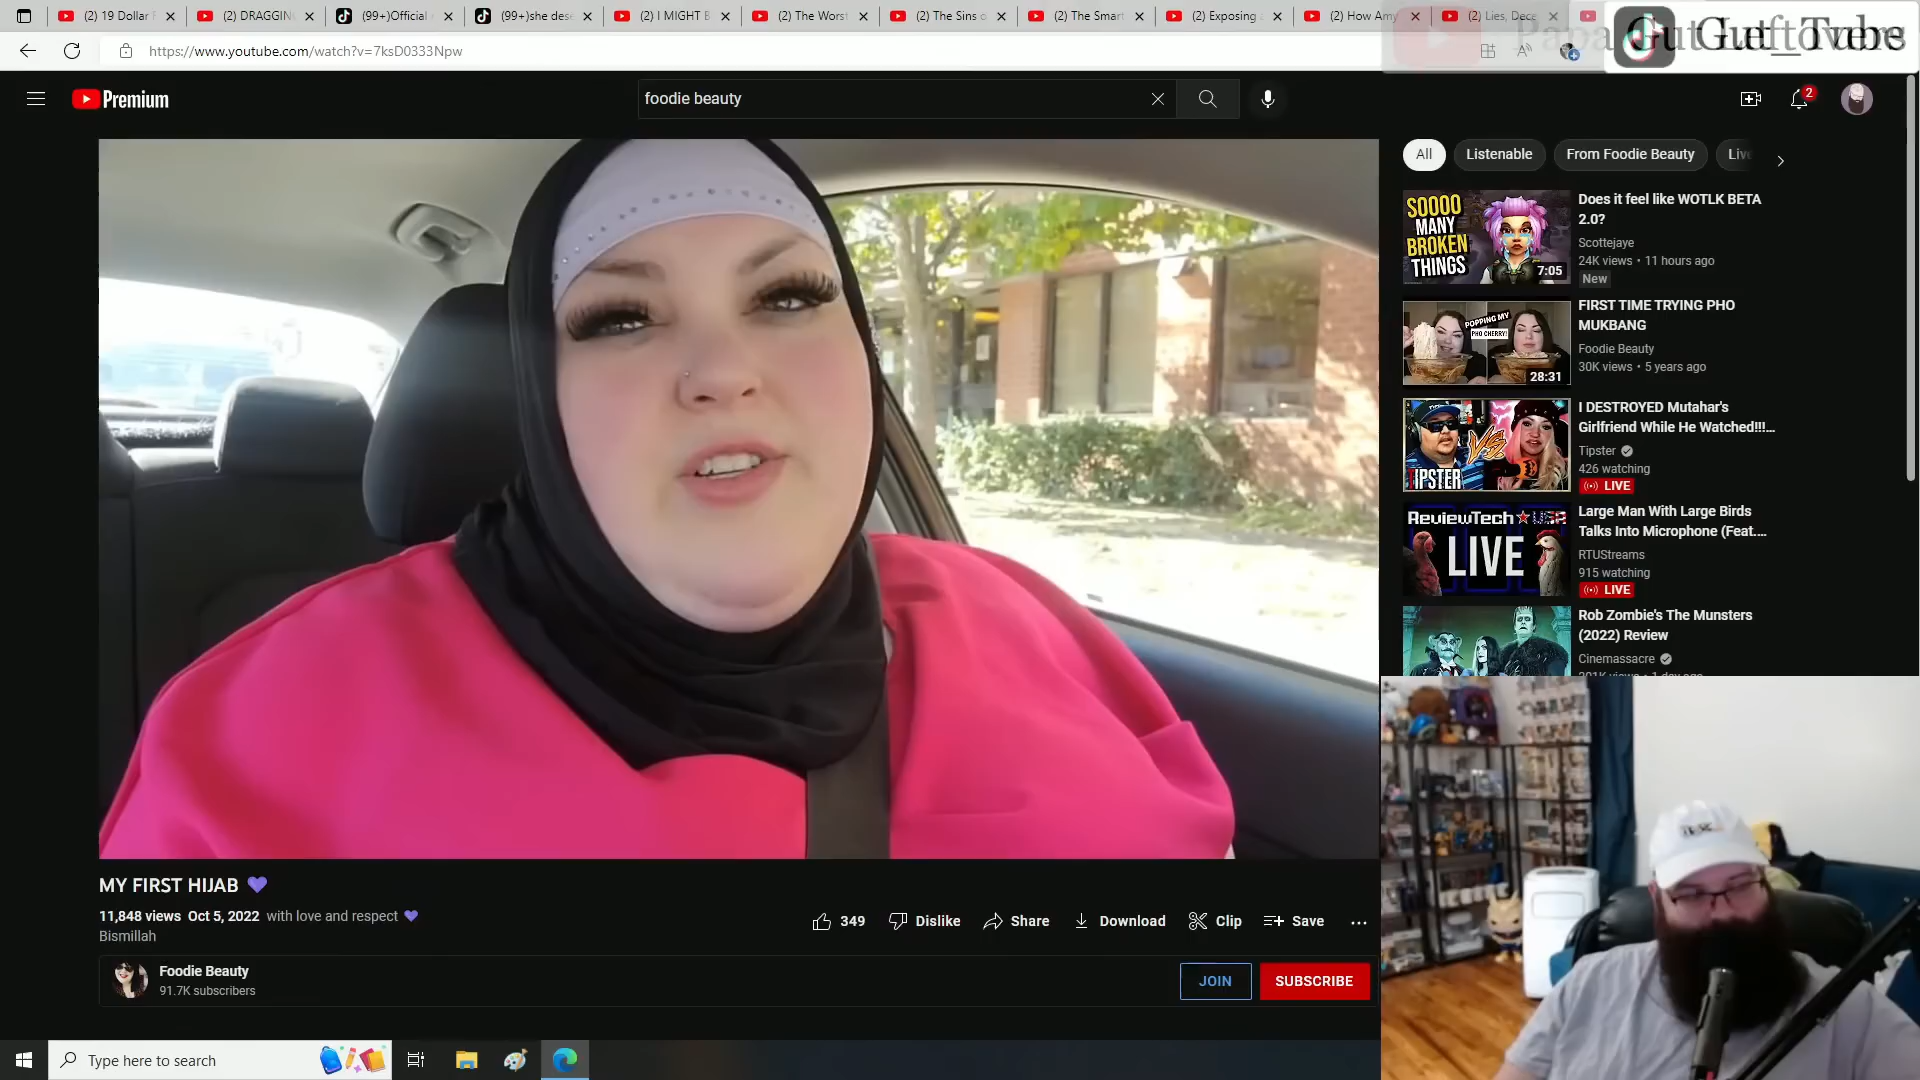 (2) 19 Dollar F
(2) DRAGGIN
(99+)Official
(99+)she des
(2) I MIGHT B
(2) The Worst
(2) The Sins o
(2) The Smart
(2) Exposing a
(2) How Amy
(2) Lies, Dece
Gut_Tube
https://www.youtube.com/watch?v=7ksD0333Npw
Premium
foodie beauty
2
All
Listenable
From Foodie Beauty
Live
SOOOO
MANY
BROKEN
THINGS
7:05
Does it feel like WOTLK BETA
2.0?
Scottejaye
24K views • 11 hours ago
New
POPPING MY
PHO CHERRY!
28:31
FIRST TIME TRYING PHO
MUKBANG
Foodie Beauty
30K views • 5 years ago
VS
TIPSTER
I DESTROYED Mutahar's
Girlfriend While He Watched!!!...
Tipster
426 watching
LIVE
ReviewTech USA
LIVE
Large Man With Large Birds
Talks Into Microphone (Feat....
RTUStreams
915 watching
LIVE
Rob Zombie's The Munsters
(2022) Review
Cinemassacre
MY FIRST HIJAB 💜
11,848 views Oct 5, 2022 with love and respect 💜
Bismillah
349
Dislike
Share
Download
Clip
Save
Foodie Beauty
91.7K subscribers
JOIN
SUBSCRIBE
Type here to search